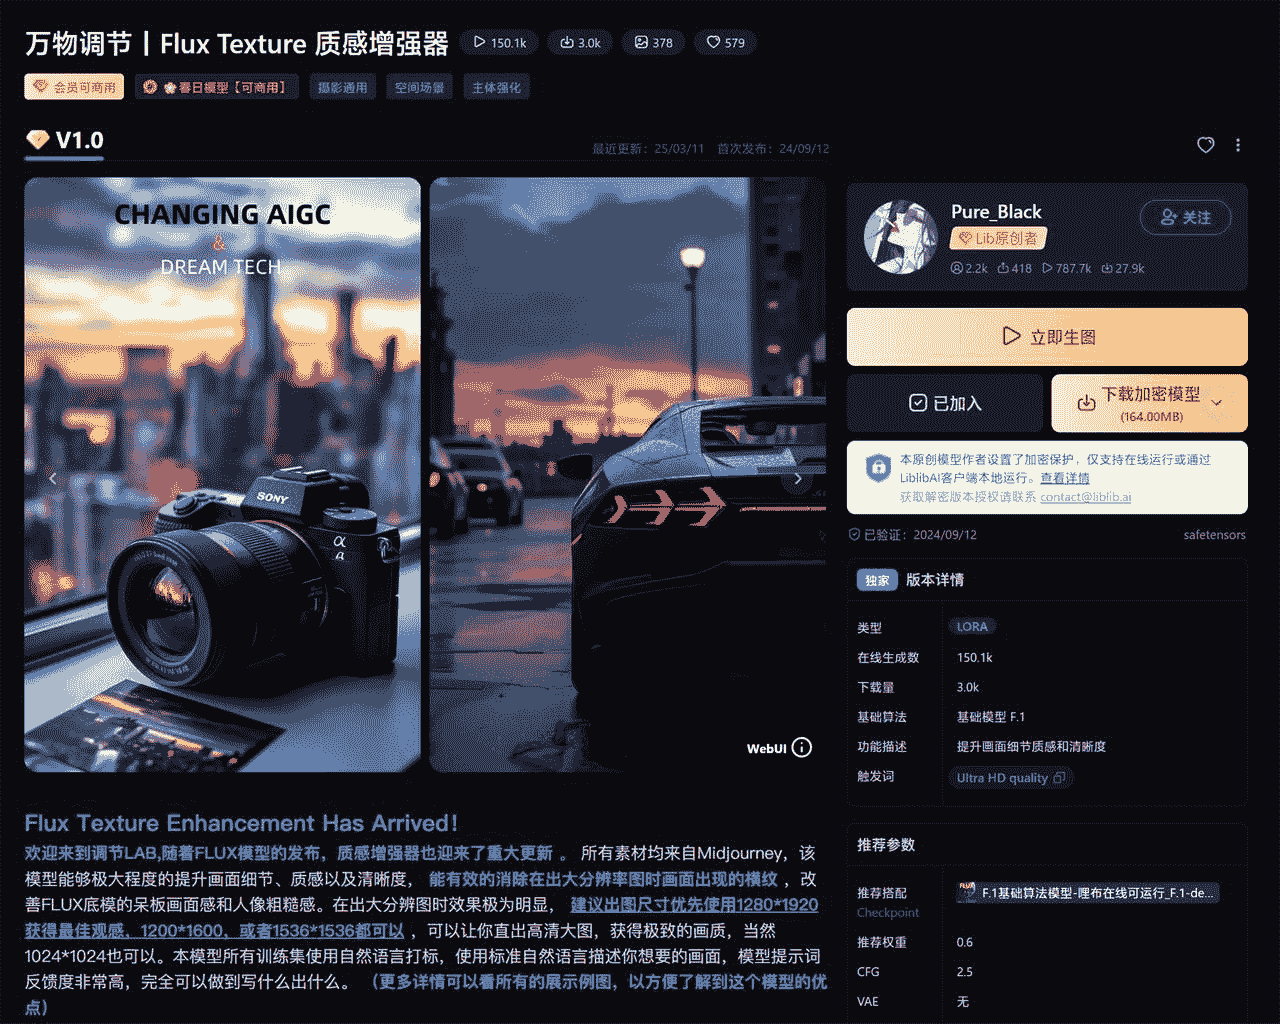 万物调节丨Flux Texture 质感增强器 150.1k 3.0k 378 579
会员可商用 春日模型【可商用】 摄影通用 空间场景 主体强化
V1.0
最近更新：25/03/11 首次发布：24/09/12
CHANGING AIGC
&
DREAM TECH
SONY
α
α
WebUI
Pure_Black
关注
Lib原创者
2.2k 418 787.7k 27.9k
立即生图
已加入
下载加密模型
(164.00MB)
本原创模型作者设置了加密保护，仅支持在线运行或通过
LiblibAI客户端本地运行。查看详情
获取解密版本授权请联系 contact@liblib.ai
已验证：2024/09/12 safetensors
独家 版本详情
类型 LORA
在线生成数 150.1k
下载量 3.0k
基础算法 基础模型 F.1
功能描述 提升画面细节质感和清晰度
触发词 Ultra HD quality
推荐参数
推荐搭配 F.1基础算法模型-哩布在线可运行_F.1-de...
Checkpoint
推荐权重 0.6
CFG 2.5
VAE 无
Flux Texture Enhancement Has Arrived!
欢迎来到调节LAB,随着FLUX模型的发布，质感增强器也迎来了重大更新 。 所有素材均来自Midjourney，该
模型能够极大程度的提升画面细节、质感以及清晰度， 能有效的消除在出大分辨率图时画面出现的横纹 ，改
善FLUX底模的呆板画面感和人像粗糙感。在出大分辨图时效果极为明显， 建议出图尺寸优先使用1280*1920
获得最佳观感，1200*1600，或者1536*1536都可以 ，可以让你直出高清大图，获得极致的画质，当然
1024*1024也可以。本模型所有训练集使用自然语言打标，使用标准自然语言描述你想要的画面，模型提示词
反馈度非常高，完全可以做到写什么出什么。 （更多详情可以看所有的展示例图，以方便了解到这个模型的优
点）